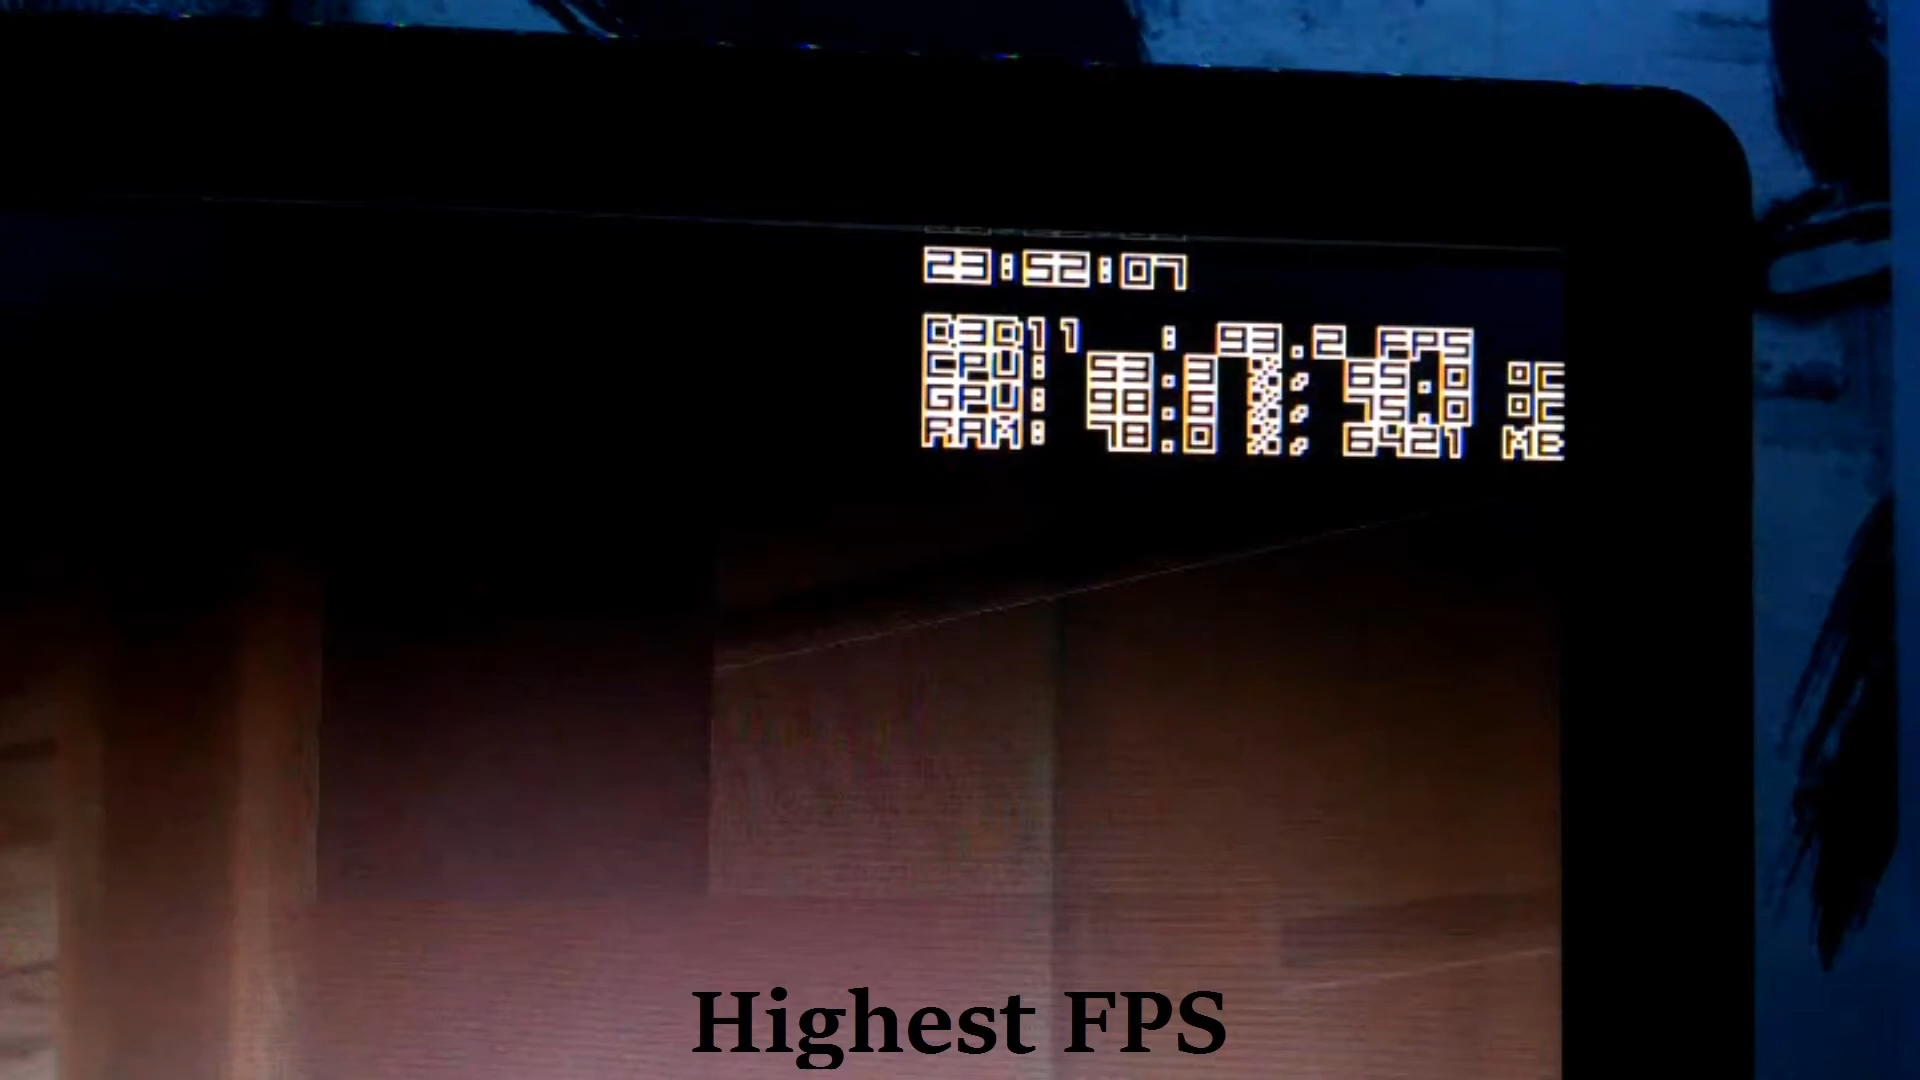 23:52:07
D3D11 : 93.2 FPS
CPU: 53.3 %, 65.0 °C
GPU: 98.6 %, 75.0 °C
RAM: 78.0 %, 6421 MB
Highest FPS